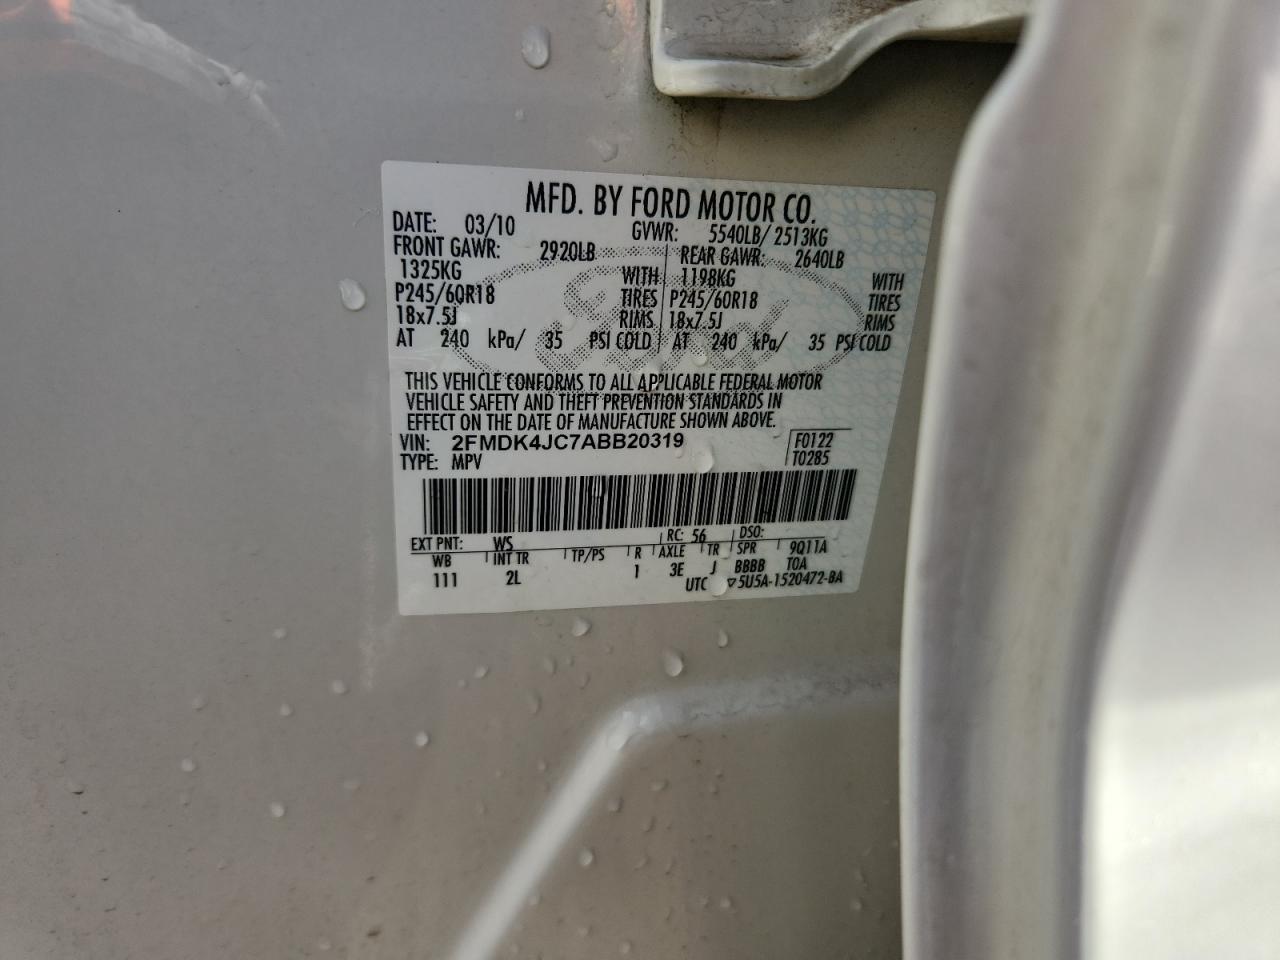 MFD. BY FORD MOTOR CO.
DATE: 03/10 GVWR: 5540LB/ 2513KG
FRONT GAWR: 2920LB REAR GAWR: 2640LB
1325KG WITH 1198KG WITH
P245/60R18 TIRES P245/60R18 TIRES
18x7.5J RIMS 18x7.5J RIMS
AT 240 kPa/ 35 PSI COLD AT 240 kPa/ 35 PSI COLD
Ford
THIS VEHICLE CONFORMS TO ALL APPLICABLE FEDERAL MOTOR
VEHICLE SAFETY AND THEFT PREVENTION STANDARDS IN
EFFECT ON THE DATE OF MANUFACTURE SHOWN ABOVE.
VIN: 2FMDK4JC7ABB20319 F0122
TYPE: MPV T0285
EXT PNT: WS RC: 56 DSO:
WB INT TR TP/PS R AXLE TR SPR 9Q11A
111 2L 1 3E J BBBB TOA
UTC ▽5U5A-1520472-BA